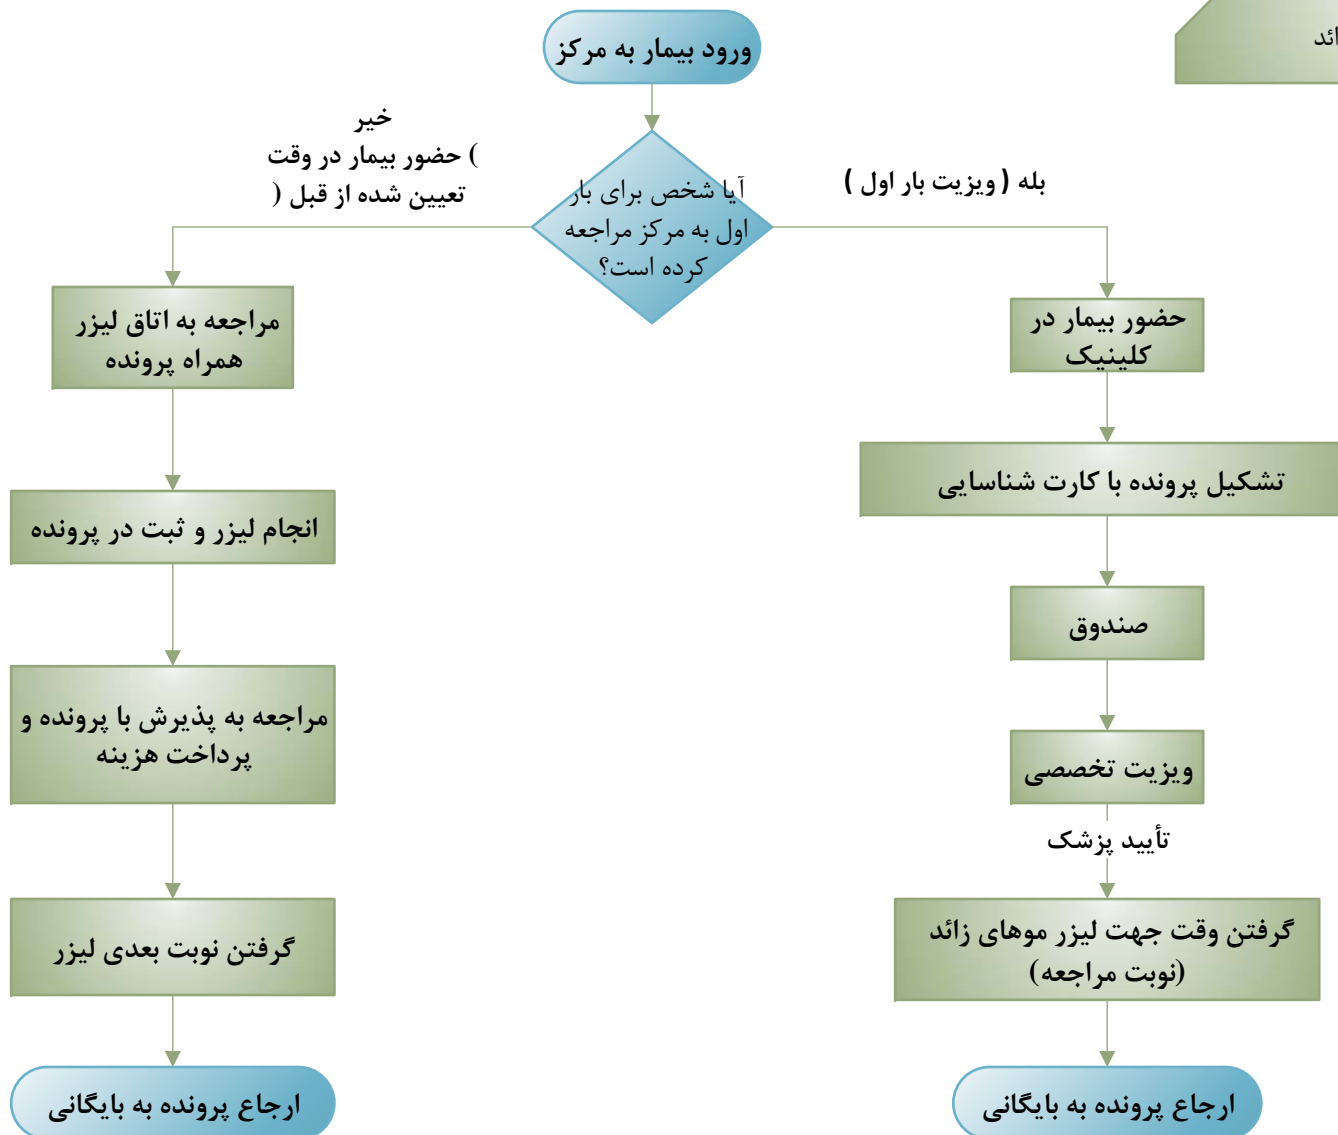 ائد
ورود بیمار به مرکز
آیا شخص برای بار
اول به مرکز مراجعه
کرده است؟
بله ( ویزیت بار اول )
حضور بیمار در
کلینیک
تشکیل پرونده با کارت شناسایی
صندوق
ویزیت تخصصی
تأیید پزشک
گرفتن وقت جهت لیزر موهای زائد
(نوبت مراجعه)
ارجاع پرونده به بایگانی
خیر
) حضور بیمار در وقت
تعیین شده از قبل (
مراجعه به اتاق لیزر
همراه پرونده
انجام لیزر و ثبت در پرونده
مراجعه به پذیرش با پرونده و
پرداخت هزینه
گرفتن نوبت بعدی لیزر
ارجاع پرونده به بایگانی